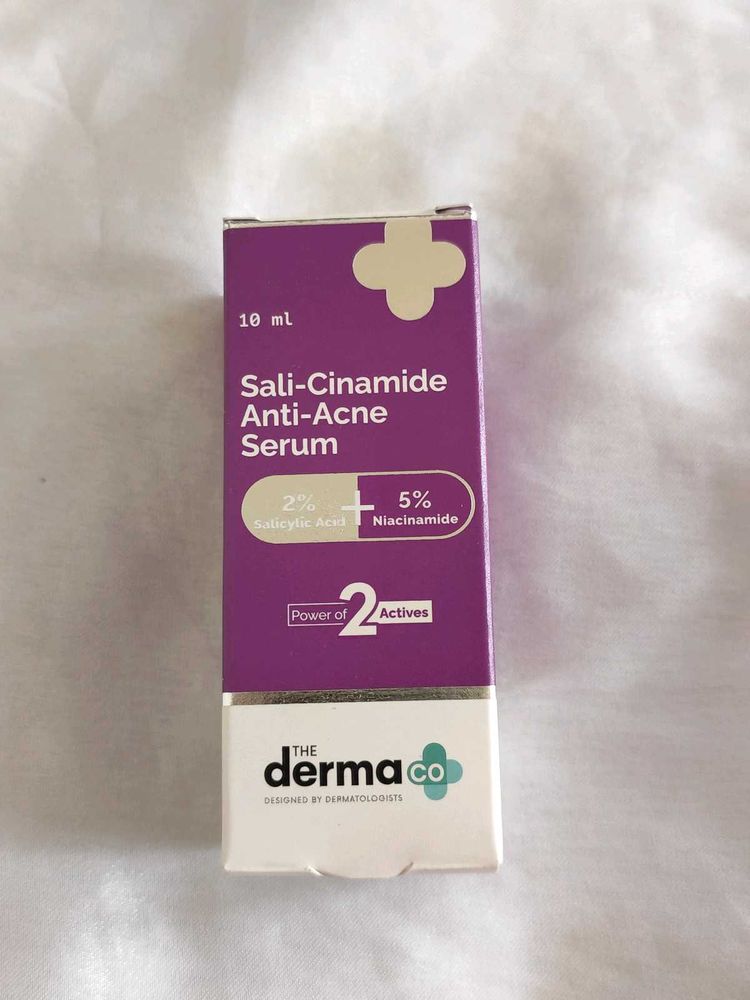 10 ml
Sali-Cinamide
Anti-Acne
Serum
2% + 5%
Salicylic Acid Niacinamide
Power of 2 Actives
THE
derma co
DESIGNED BY DERMATOLOGISTS